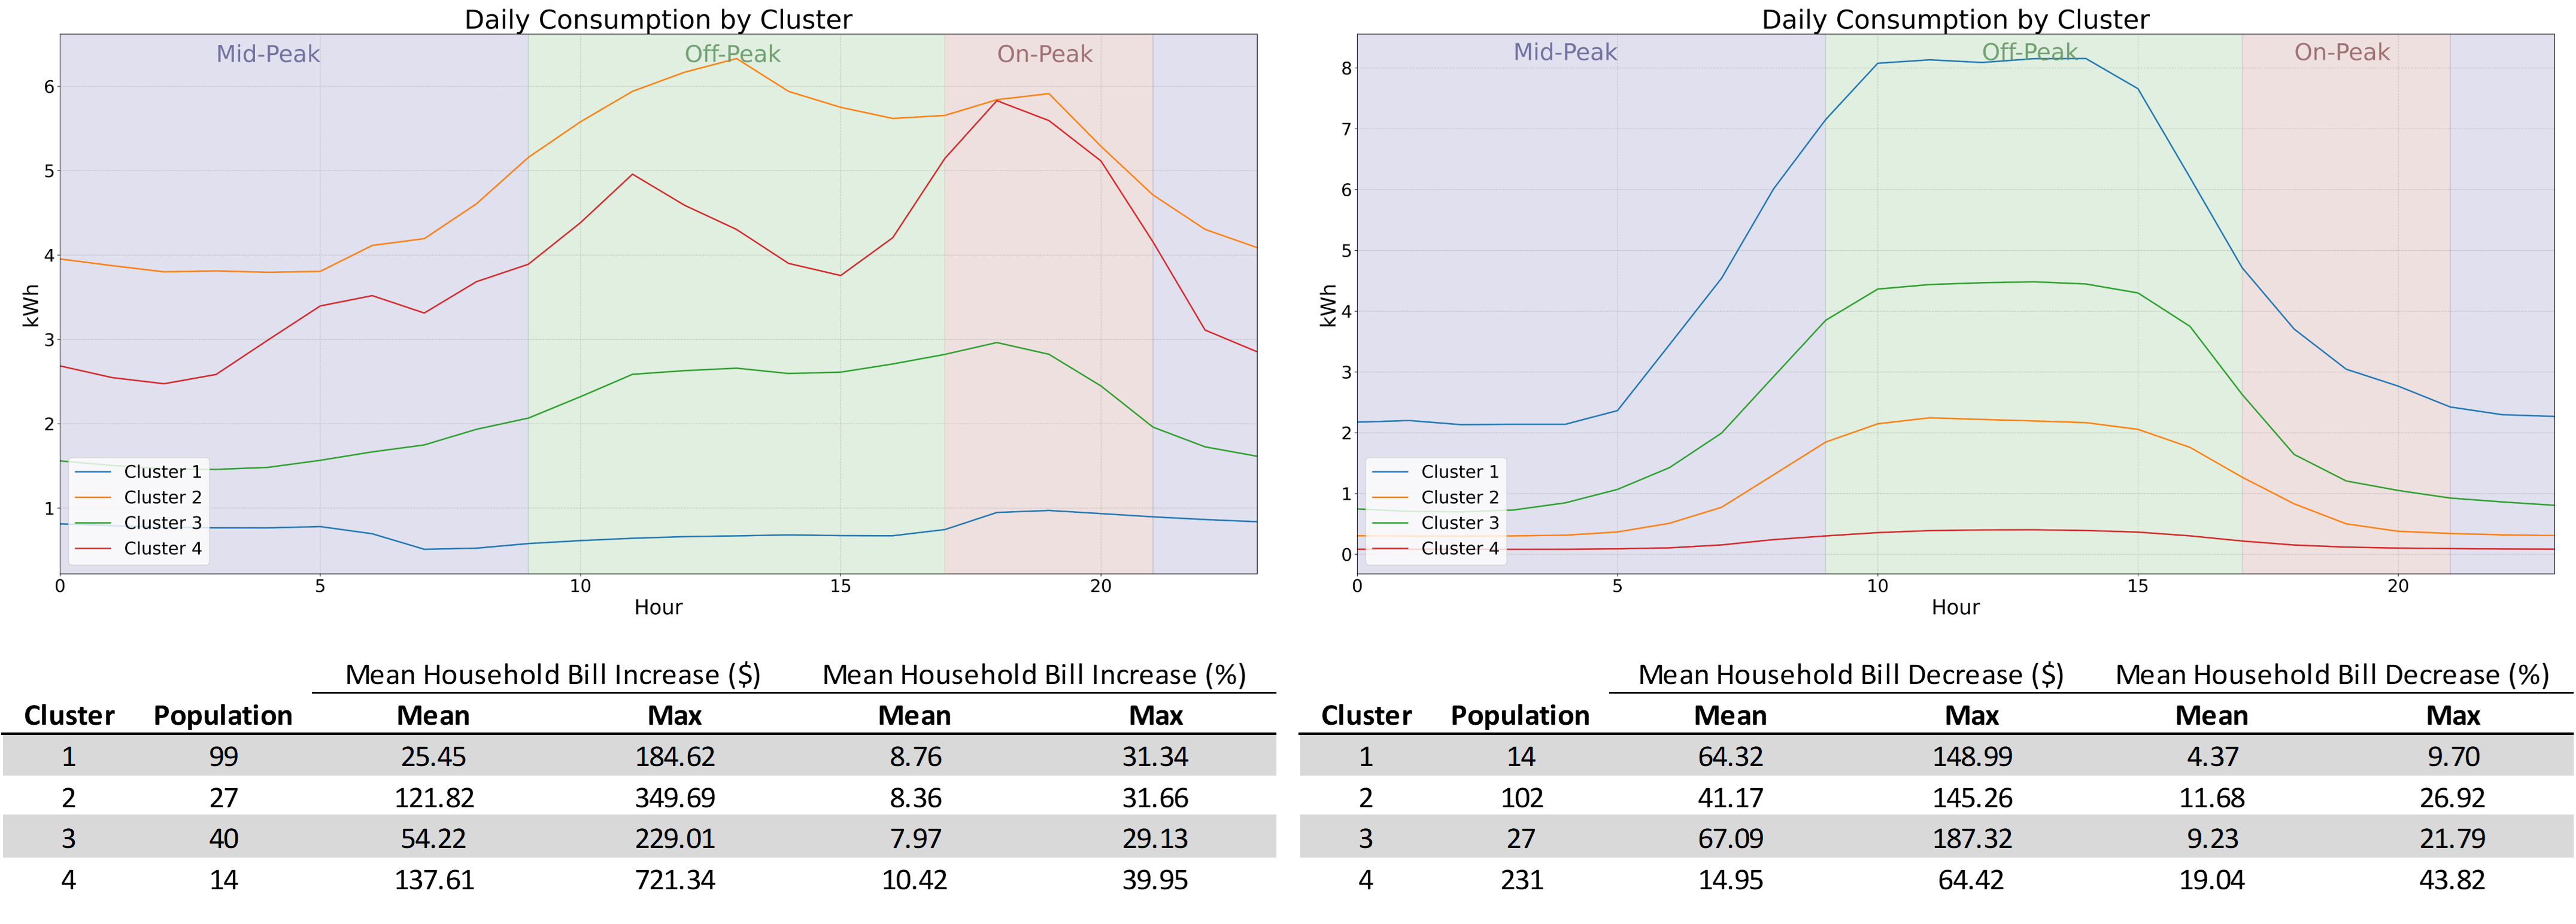 Daily Consumption by Cluster
Mid-Peak Off-Peak On-Peak
6
5
4
3
2
1
kWh
Cluster 1
Cluster 2
Cluster 3
Cluster 4
0 5 10 15 20
Hour
Daily Consumption by Cluster
Mid-Peak Off-Peak On-Peak
8
7
6
5
4
3
2
1
0
kWh
Cluster 1
Cluster 2
Cluster 3
Cluster 4
0 5 10 15 20
Hour
Mean Household Bill Increase ($) Mean Household Bill Increase (%)
Cluster Population Mean Max Mean Max
1 99 25.45 184.62 8.76 31.34
2 27 121.82 349.69 8.36 31.66
3 40 54.22 229.01 7.97 29.13
4 14 137.61 721.34 10.42 39.95
Mean Household Bill Decrease ($) Mean Household Bill Decrease (%)
Cluster Population Mean Max Mean Max
1 14 64.32 148.99 4.37 9.70
2 102 41.17 145.26 11.68 26.92
3 27 67.09 187.32 9.23 21.79
4 231 14.95 64.42 19.04 43.82